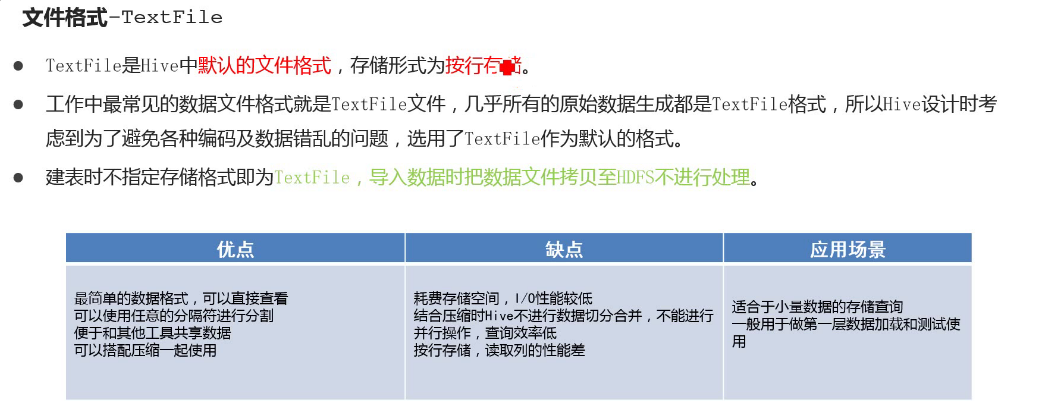 文件格式-TextFile
TextFile是Hive中默认的文件格式，存储形式为按行存储。
工作中最常见的数据文件格式就是TextFile文件，几乎所有的原始数据生成都是TextFile格式，所以Hive设计时考
虑到为了避免各种编码及数据错乱的问题，选用了TextFile作为默认的格式。
建表时不指定存储格式即为TextFile，导入数据时把数据文件拷贝至HDFS不进行处理。
优点
缺点
应用场景
最简单的数据格式，可以直接查看
可以使用任意的分隔符进行分割
便于和其他工具共享数据
可以搭配压缩一起使用
耗费存储空间，I/O性能较低
结合压缩时Hive不进行数据切分合并，不能进行
并行操作，查询效率低
按行存储，读取列的性能差
适合于小量数据的存储查询
一般用于做第一层数据加载和测试使
用